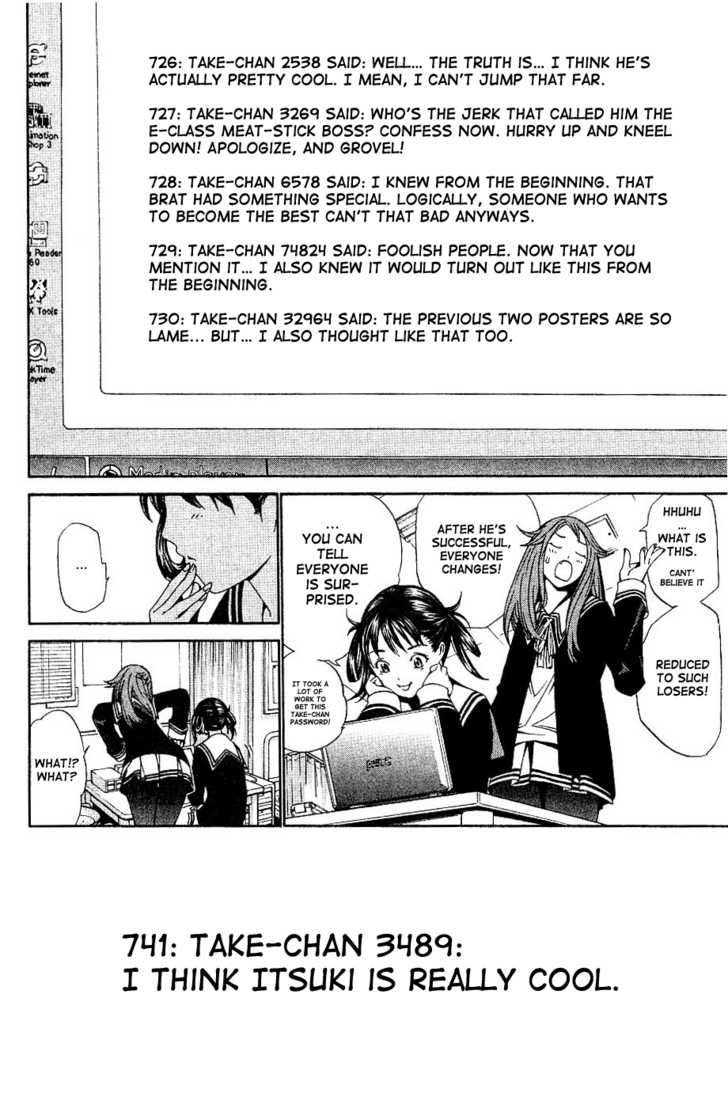 726: TAKE-CHAN 2538 SAID: WELL... THE TRUTH IS... I THINK HE'S
ACTUALLY PRETTY COOL. I MEAN, I CAN'T JUMP THAT FAR.
727: TAKE-CHAN 3269 SAID: WHO'S THE JERK THAT CALLED HIM THE
E-CLASS MEAT-STICK BOSS? CONFESS NOW. HURRY UP AND KNEEL
DOWN! APOLOGIZE, AND GROVEL!
728: TAKE-CHAN 6578 SAID: I KNEW FROM THE BEGINNING. THAT
BRAT HAD SOMETHING SPECIAL. LOGICALLY, SOMEONE WHO WANTS
TO BECOME THE BEST CAN'T THAT BAD ANYWAYS.
729: TAKE-CHAN 74824 SAID: FOOLISH PEOPLE. NOW THAT YOU
MENTION IT... I ALSO KNEW IT WOULD TURN OUT LIKE THIS FROM
THE BEGINNING.
730: TAKE-CHAN 32964 SAID: THE PREVIOUS TWO POSTERS ARE SO
LAME... BUT... I ALSO THOUGHT LIKE THAT TOO.
Shop 3
Reader
Tools
Media player
HHUHU
...
WHAT IS
THIS.
CANT'
BELIEVE IT
REDUCED
TO SUCH
LOSERS!
AFTER HE'S
SUCCESSFUL,
EVERYONE
CHANGES!
...
YOU CAN
TELL
EVERYONE
IS SUR-
PRISED.
IT TOOK A
LOT OF
WORK TO
GET THIS
TAKE-CHAN
PASSWORD!
...
WHAT!?
WHAT?
741: TAKE-CHAN 3489:
I THINK ITSUKI IS REALLY COOL.